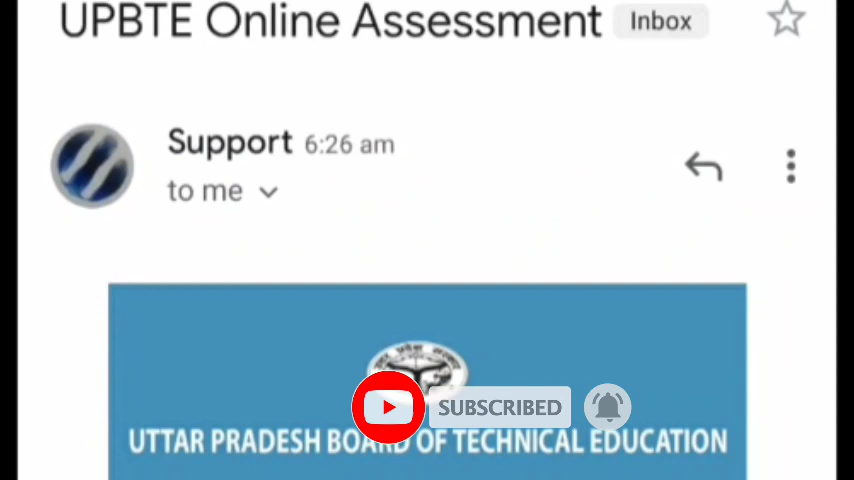 UPBTE Online Assessment Inbox
Support 6:26 am
to me
SUBSCRIBED
UTTAR PRADESH BOARD OF TECHNICAL EDUCATION